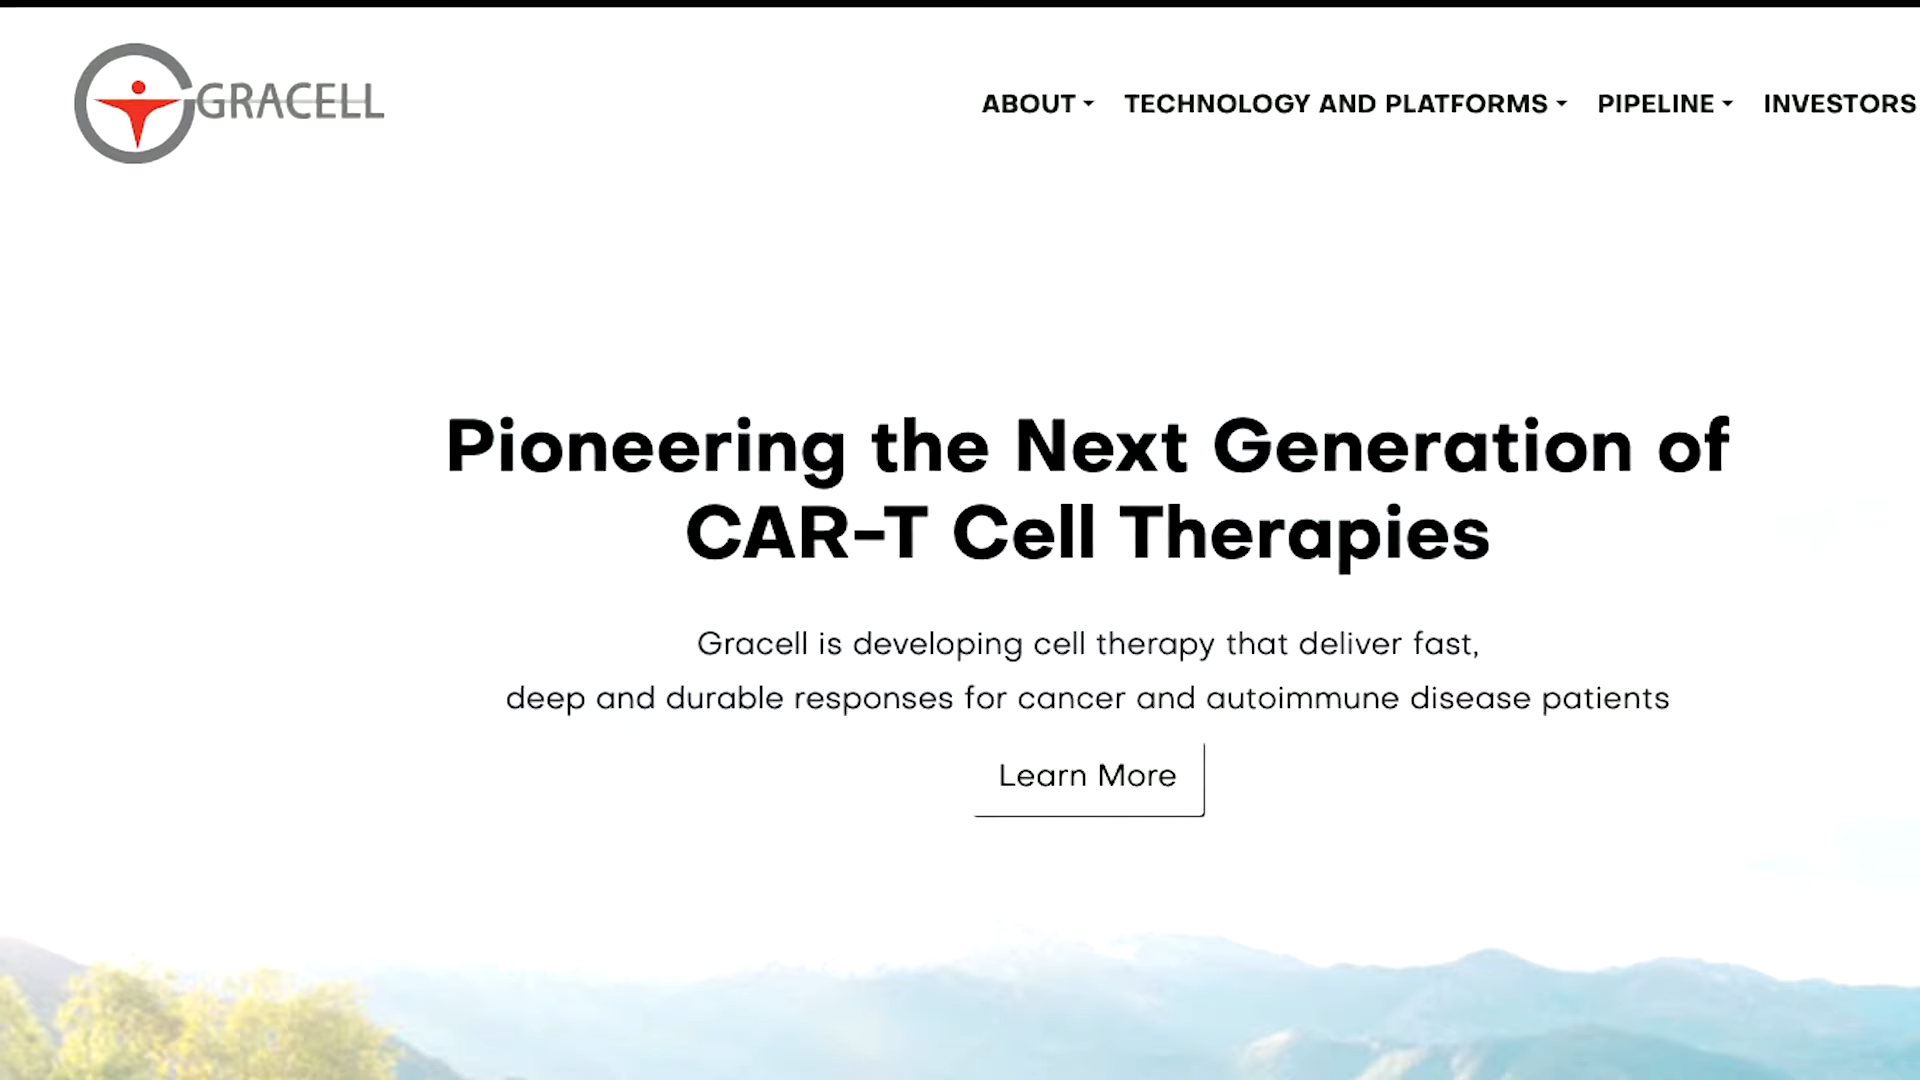 GRACELL
ABOUT TECHNOLOGY AND PLATFORMS PIPELINE INVESTORS
Pioneering the Next Generation of
CAR-T Cell Therapies
Gracell is developing cell therapy that deliver fast,
deep and durable responses for cancer and autoimmune disease patients
Learn More